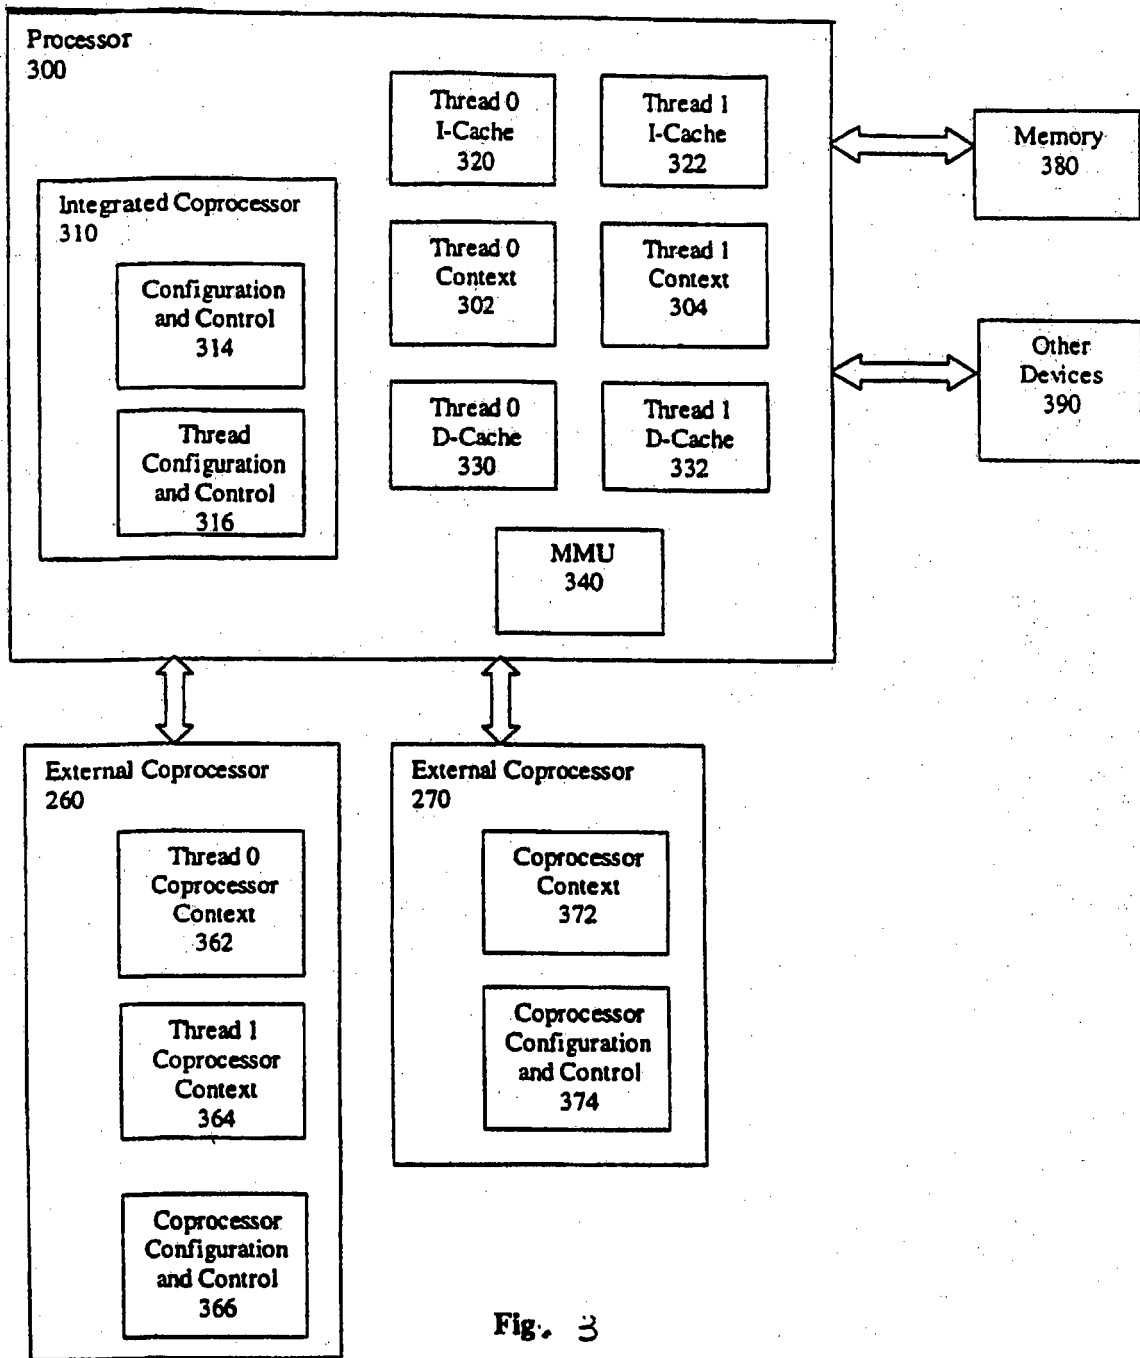 Processor
300
Thread 0
I-Cache
320
Thread 1
I-Cache
322
Memory
380
Integrated Coprocessor
310
Configuration
and Control
314
Thread
Configuration
and Control
316
Thread 0
Context
302
Thread 1
Context
304
Other
Devices
390
Thread 0
D-Cache
330
Thread 1
D-Cache
332
MMU
340
External Coprocessor
260
Thread 0
Coprocessor
Context
362
Thread 1
Coprocessor
Context
364
Coprocessor
Configuration
and Control
366
External Coprocessor
270
Coprocessor
Context
372
Coprocessor
Configuration
and Control
374
Fig. 3